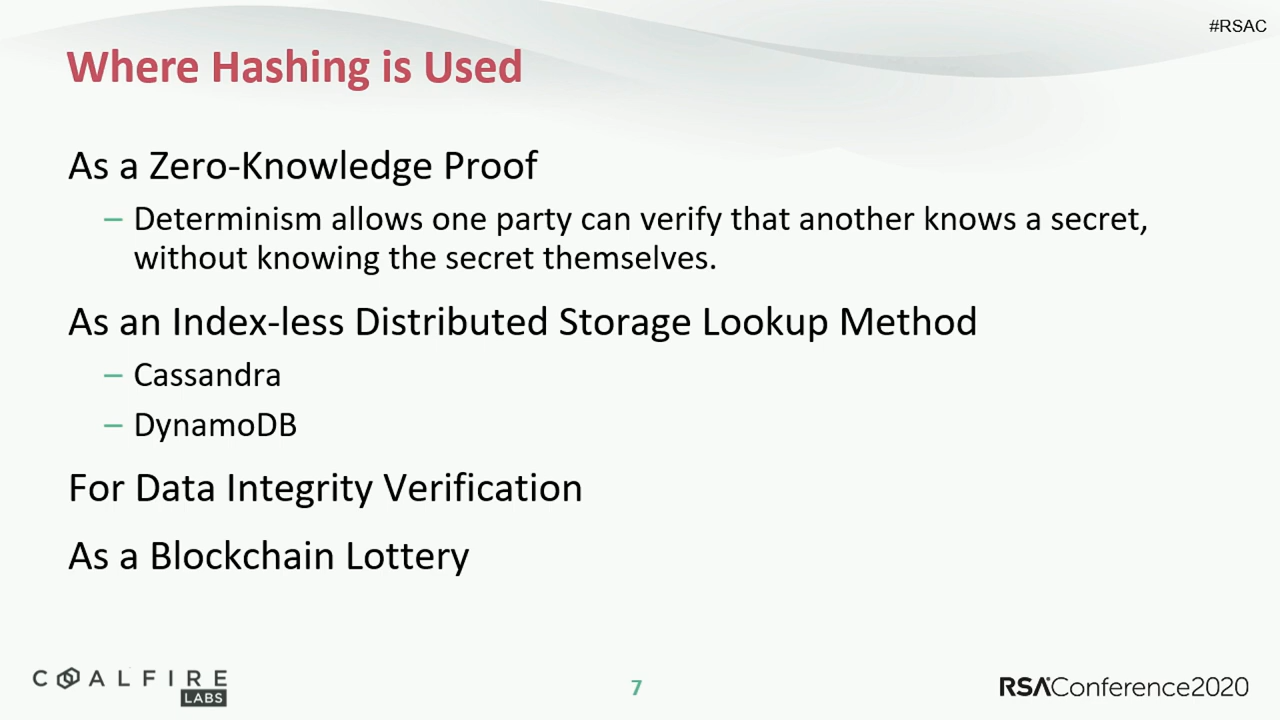 #RSAC
Where Hashing is Used
As a Zero-Knowledge Proof
– Determinism allows one party can verify that another knows a secret,
without knowing the secret themselves.
As an Index-less Distributed Storage Lookup Method
– Cassandra
– DynamoDB
For Data Integrity Verification
As a Blockchain Lottery
COALFIRE
LABS
7
RSAConference2020